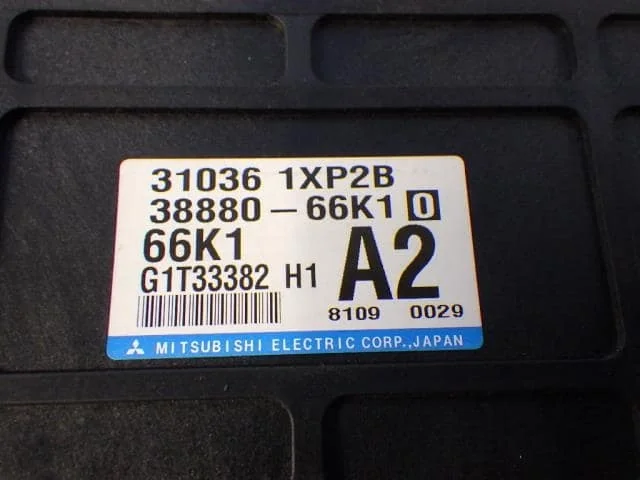 31036 1XP2B
38880-66K1 0
66K1 A2
G1T33382 H1
8109 0029
MITSUBISHI ELECTRIC CORP.,JAPAN